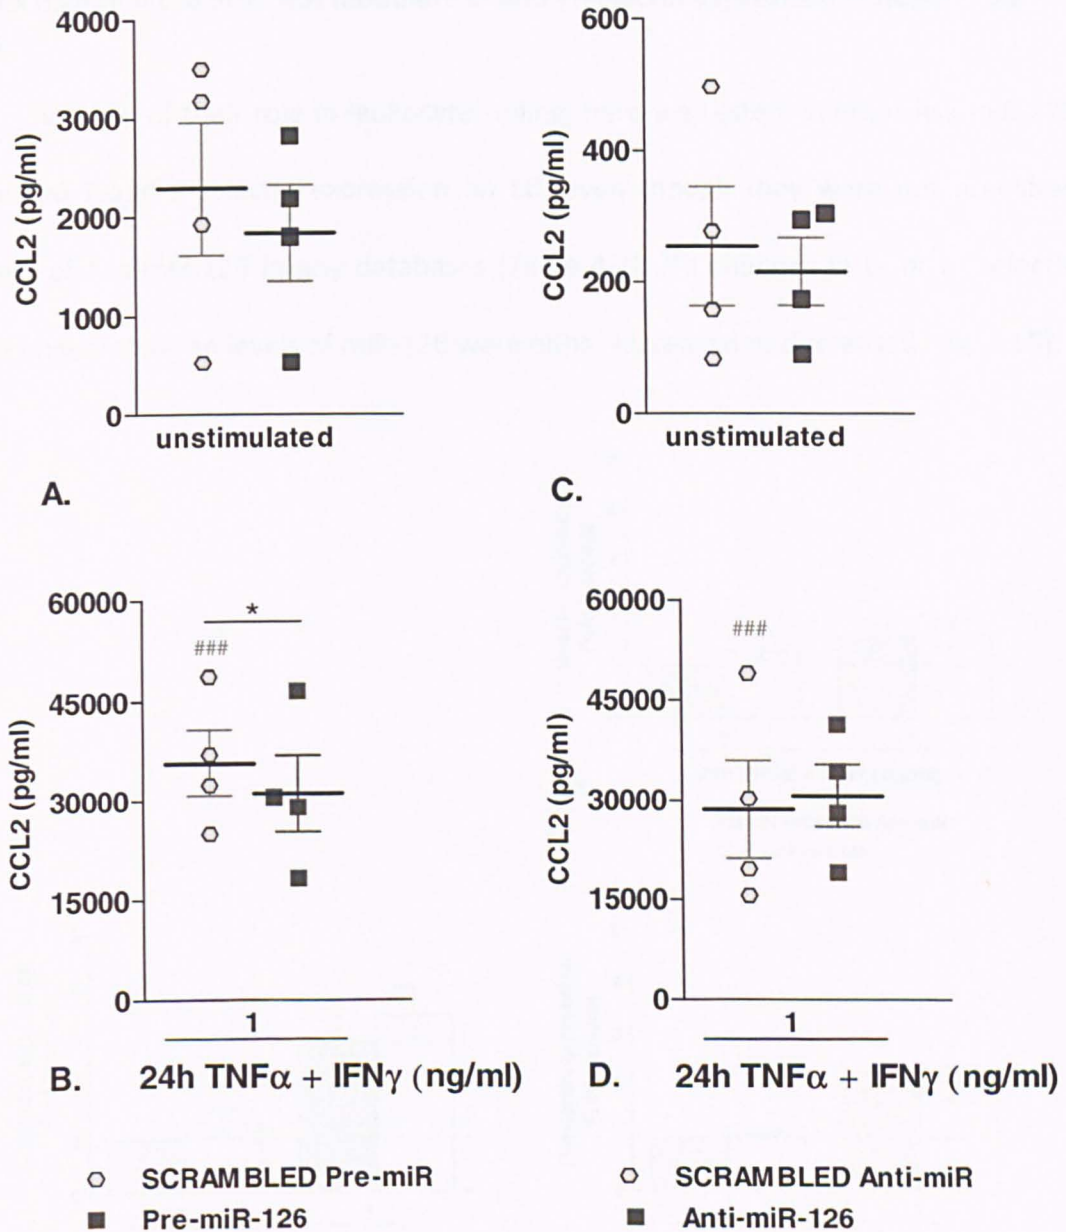 4000
3000
2000
1000
0
CCL2 (pg/ml)
unstimulated
A.
600
400
200
0
CCL2 (pg/ml)
unstimulated
C.
60000
45000
30000
15000
0
CCL2 (pg/ml)
*
###
1
B. 24h TNFα + IFNγ (ng/ml)
60000
45000
30000
15000
0
CCL2 (pg/ml)
###
1
D. 24h TNFα + IFNγ (ng/ml)
SCRAMBLED Pre-miR
Pre-miR-126
SCRAMBLED Anti-miR
Anti-miR-126